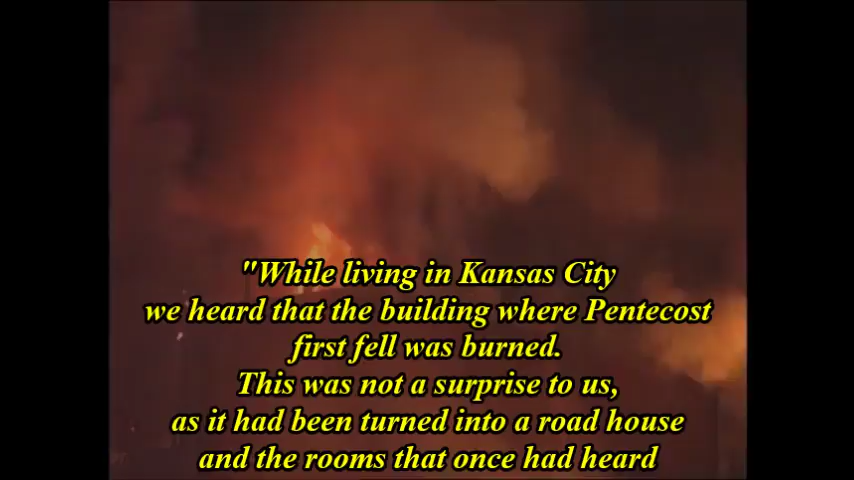 "While living in Kansas City
we heard that the building where Pentecost
first fell was burned.
This was not a surprise to us,
as it had been turned into a road house
and the rooms that once had heard